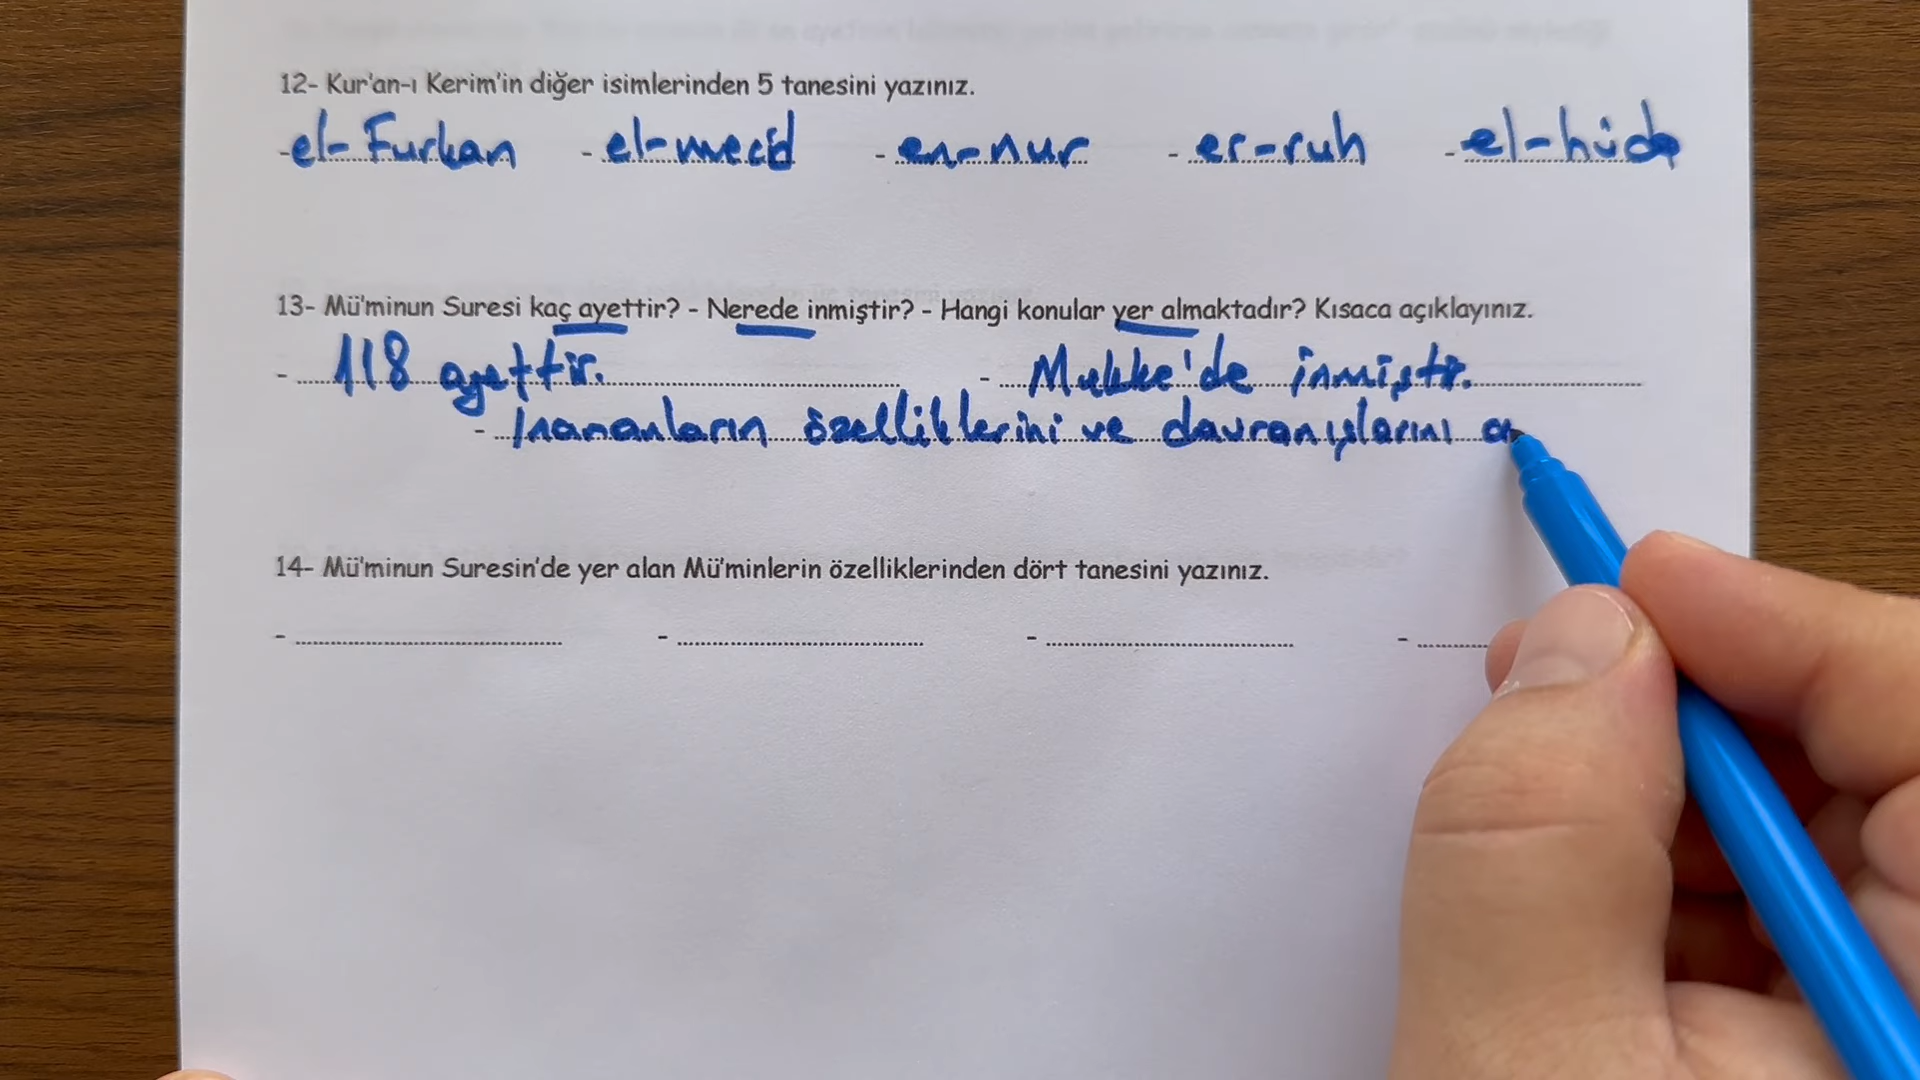 12- Kur'an-ı Kerim'in diğer isimlerinden 5 tanesini yazınız.
- el-Furkan - el-mecid - en-nur - er-ruh - el-hüda
13- Mü'minun Suresi kaç ayettir? - Nerede inmiştir? - Hangi konular yer almaktadır? Kısaca açıklayınız.
- 118 ayettir. - Mekke'de inmiştir.
- İnananların özelliklerini ve davranışlarını a
14- Mü'minun Suresin'de yer alan Mü'minlerin özelliklerinden dört tanesini yazınız.
- - - -